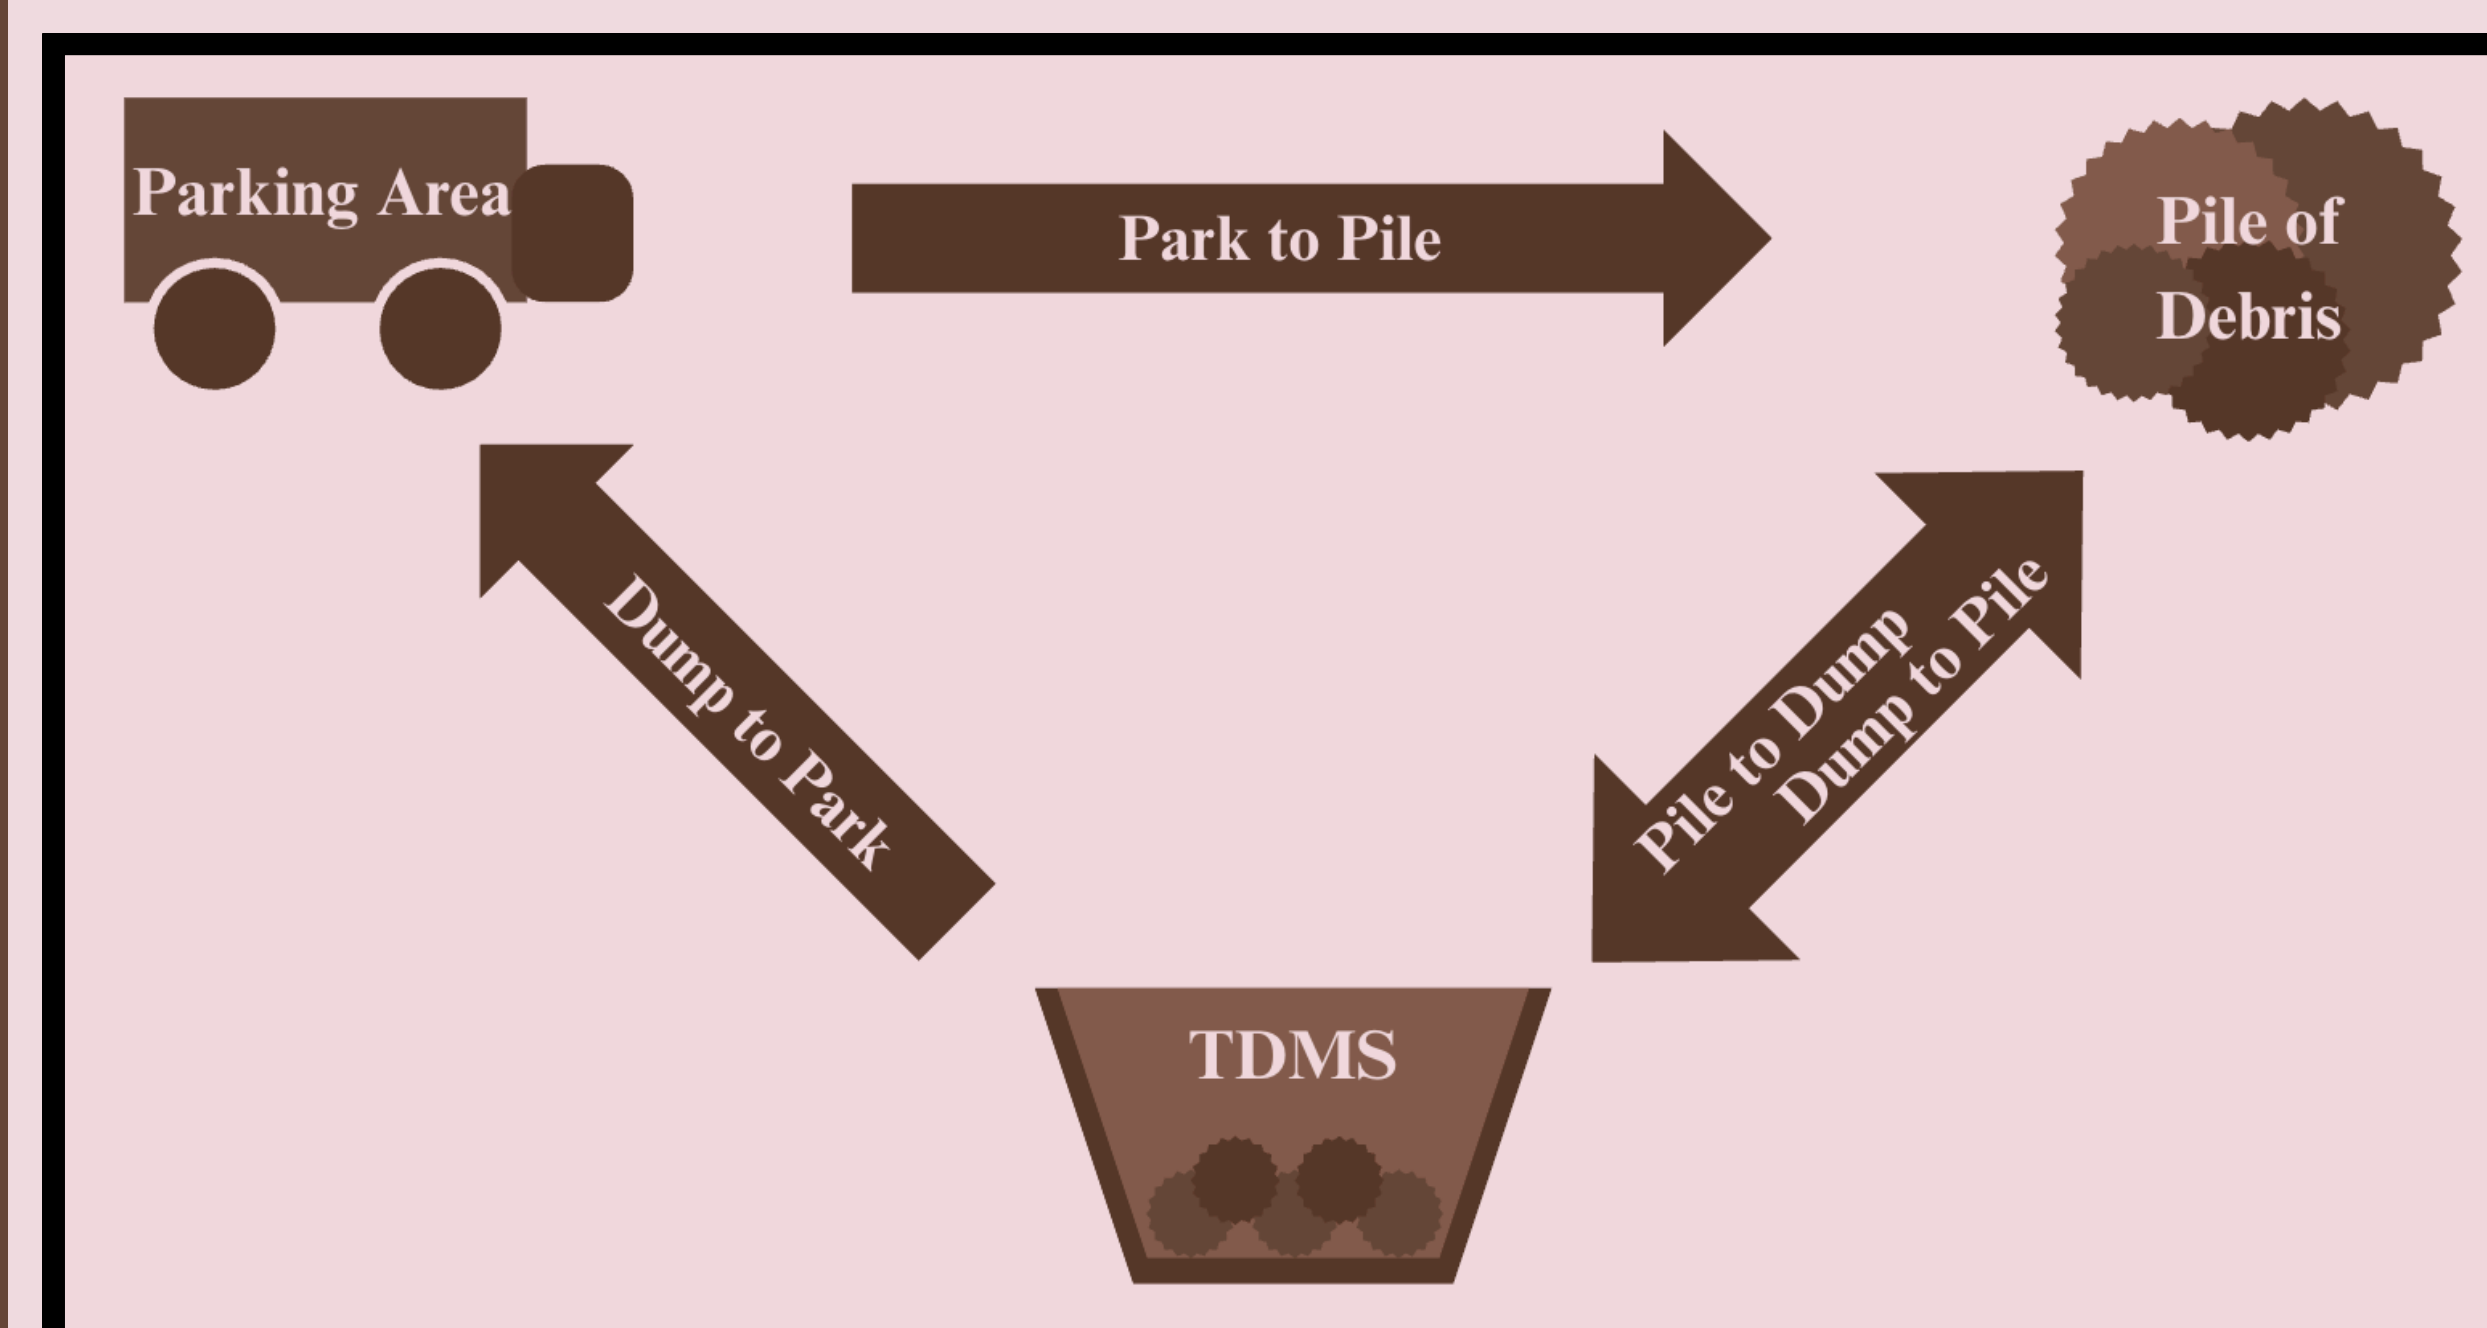 Parking Area
Park to Pile
Pile of
Debris
Dump to Park
Pile to Dump
Dump to Pile
TDMS